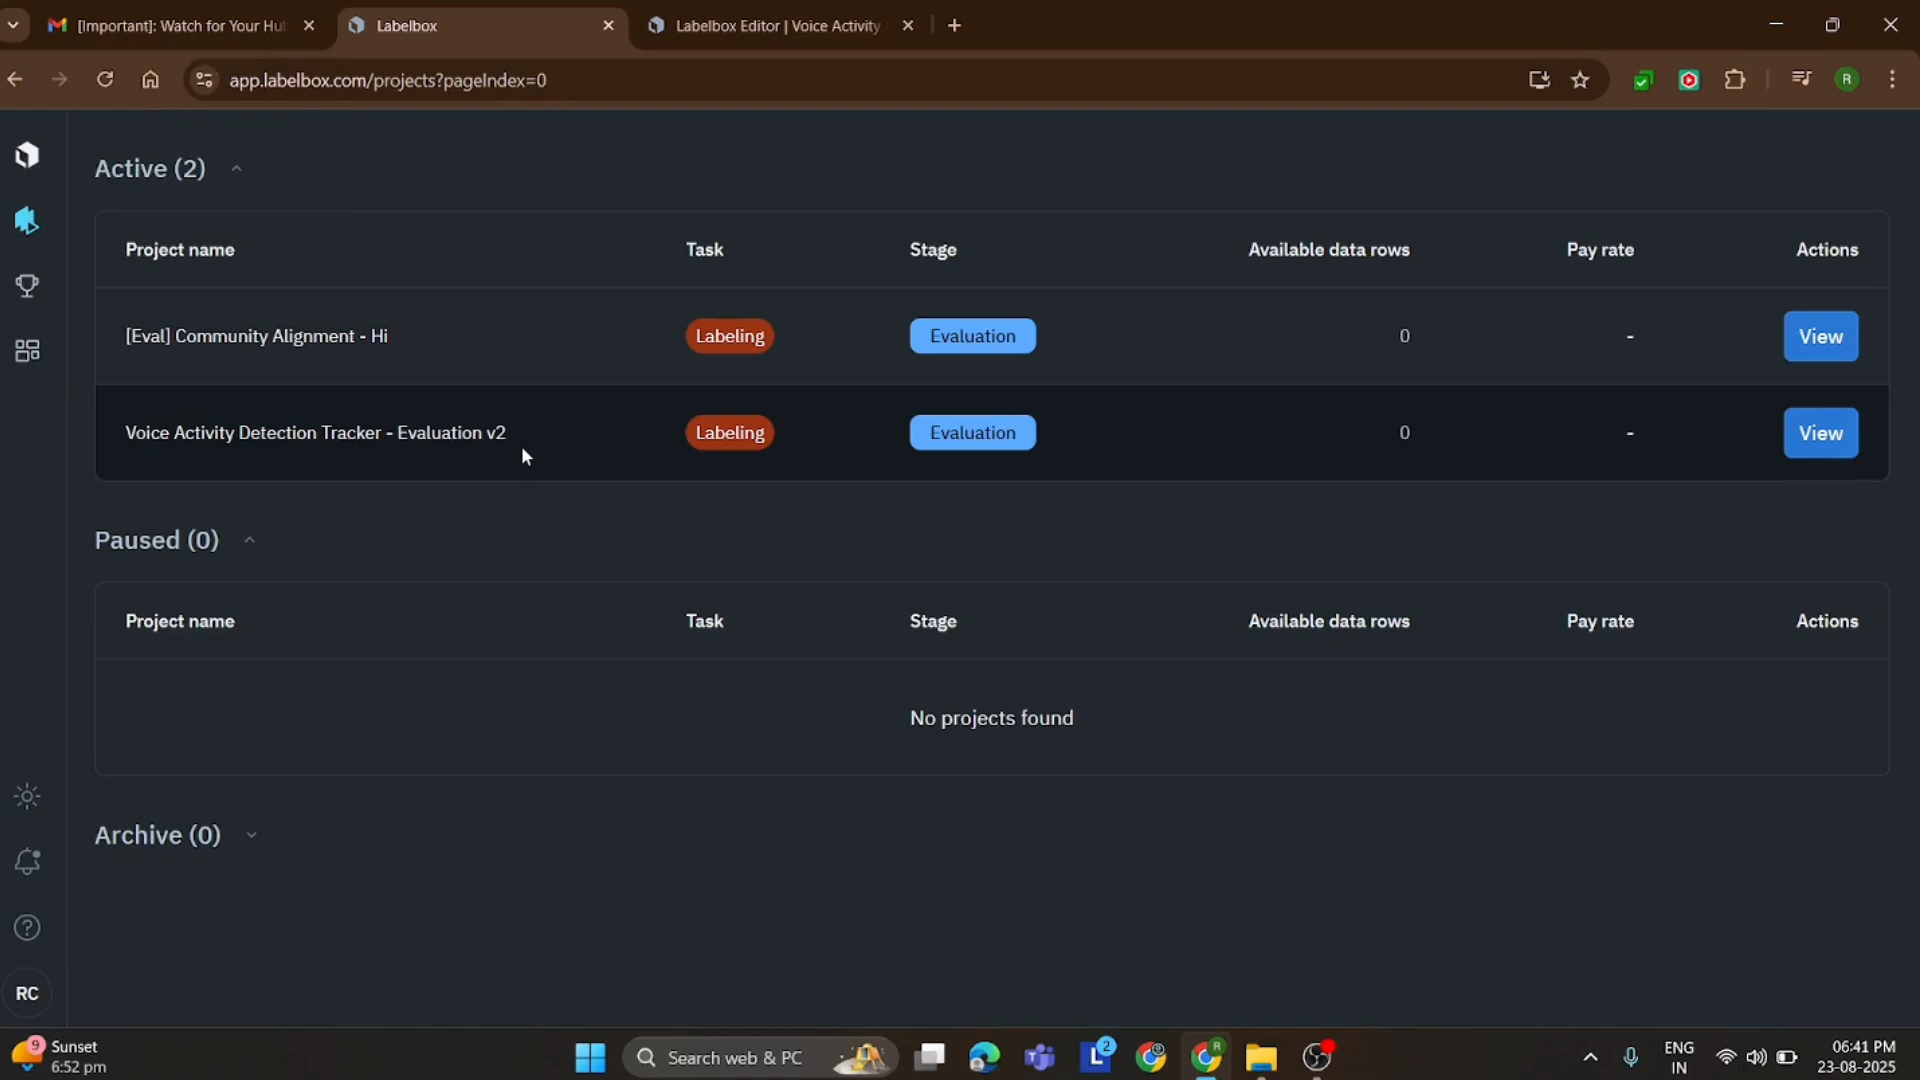 [Important]: Watch for Your Hu
Labelbox
Labelbox Editor | Voice Activity
app.labelbox.com/projects?pageIndex=0
R
Active (2)
Project name Task Stage Available data rows Pay rate Actions
[Eval] Community Alignment - Hi Labeling Evaluation 0 - View
Voice Activity Detection Tracker - Evaluation v2 Labeling Evaluation 0 - View
Paused (0)
Project name Task Stage Available data rows Pay rate Actions
No projects found
Archive (0)
RC
9
Sunset
6:52 pm
Search web & PC
L
2
R
ENG
IN
06:41 PM
23-08-2025